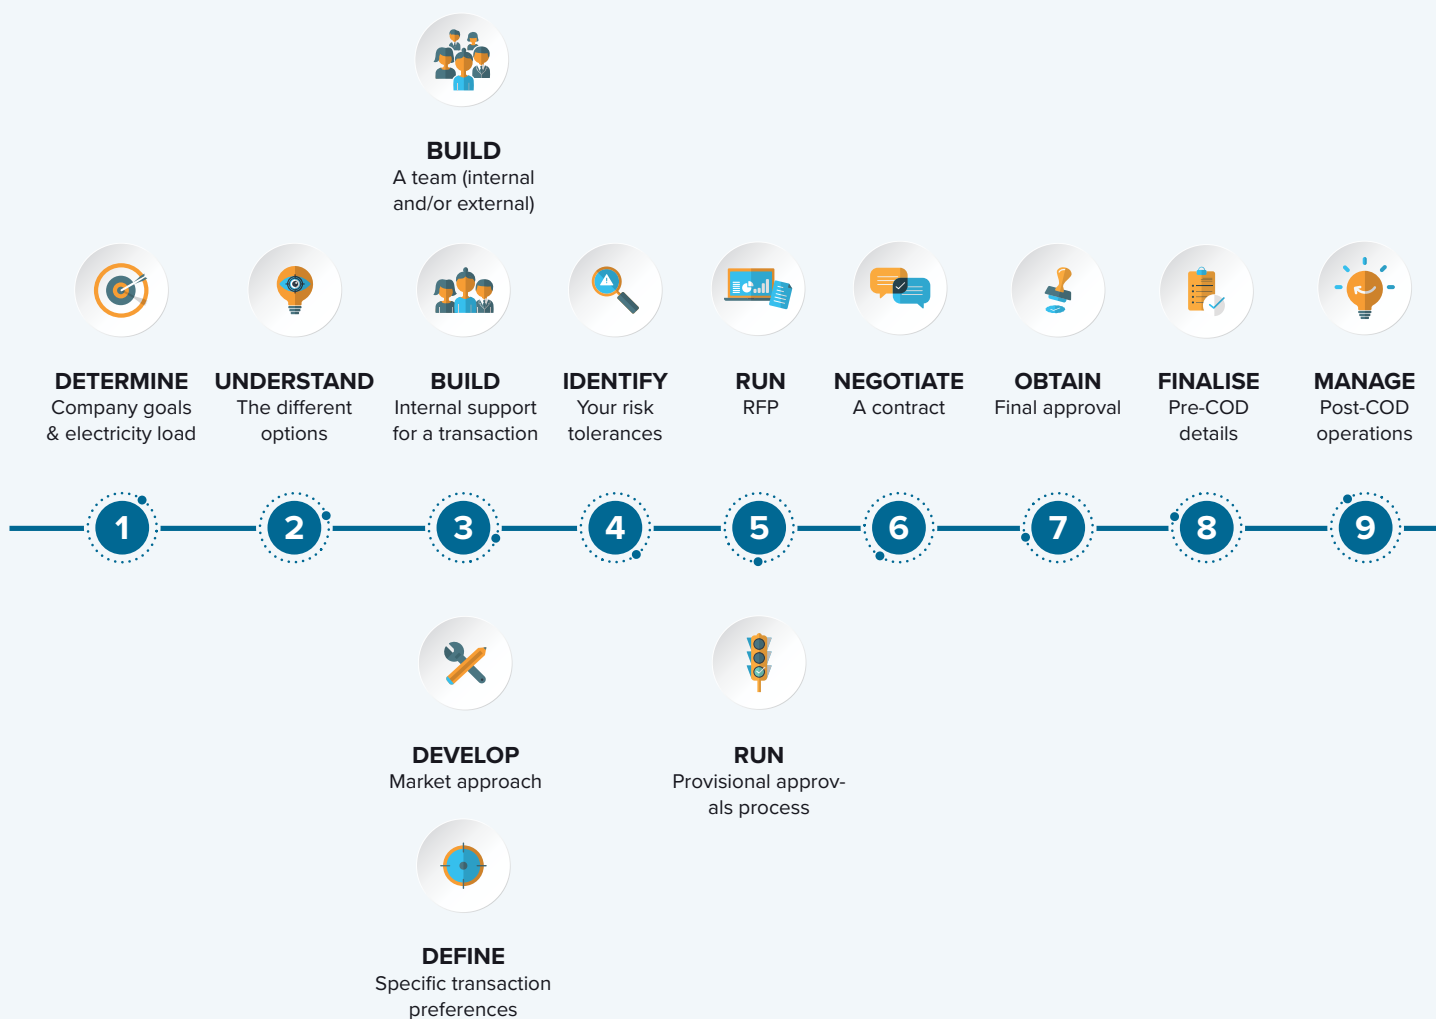 BUILD
A team (internal
and/or external)
DETERMINE
Company goals
& electricity load
UNDERSTAND
The different
options
BUILD
Internal support
for a transaction
IDENTIFY
Your risk
tolerances
RUN
RFP
NEGOTIATE
A contract
OBTAIN
Final approval
FINALISE
Pre-COD
details
MANAGE
Post-COD
operations
1
2
3
4
5
6
7
8
9
DEVELOP
Market approach
RUN
Provisional approv-
als process
DEFINE
Specific transaction
preferences